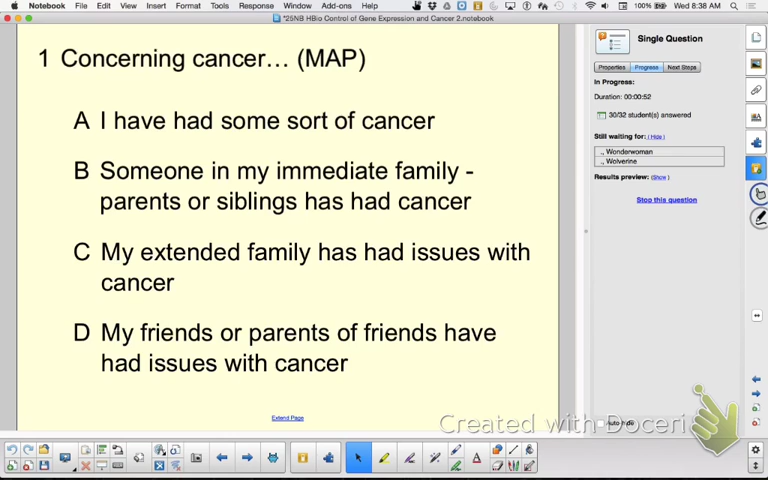 Notebook File Edit View Insert Format Tools Response Window Add-ons Help 100% Wed 8:38 AM
*25NB HBio Control of Gene Expression and Cancer 2.notebook
1 Concerning cancer… (MAP)
A I have had some sort of cancer
B Someone in my immediate family -
parents or siblings has had cancer
C My extended family has had issues with
cancer
D My friends or parents of friends have
had issues with cancer
Extend Page
Single Question
Properties Progress Next Steps
In Progress:
Duration: 00:00:52
30/32 student(s) answered
Still waiting for: (Hide)
., Wonderwoman
., Wolverine
Results preview: (Show)
Stop this question
Created with Doceri